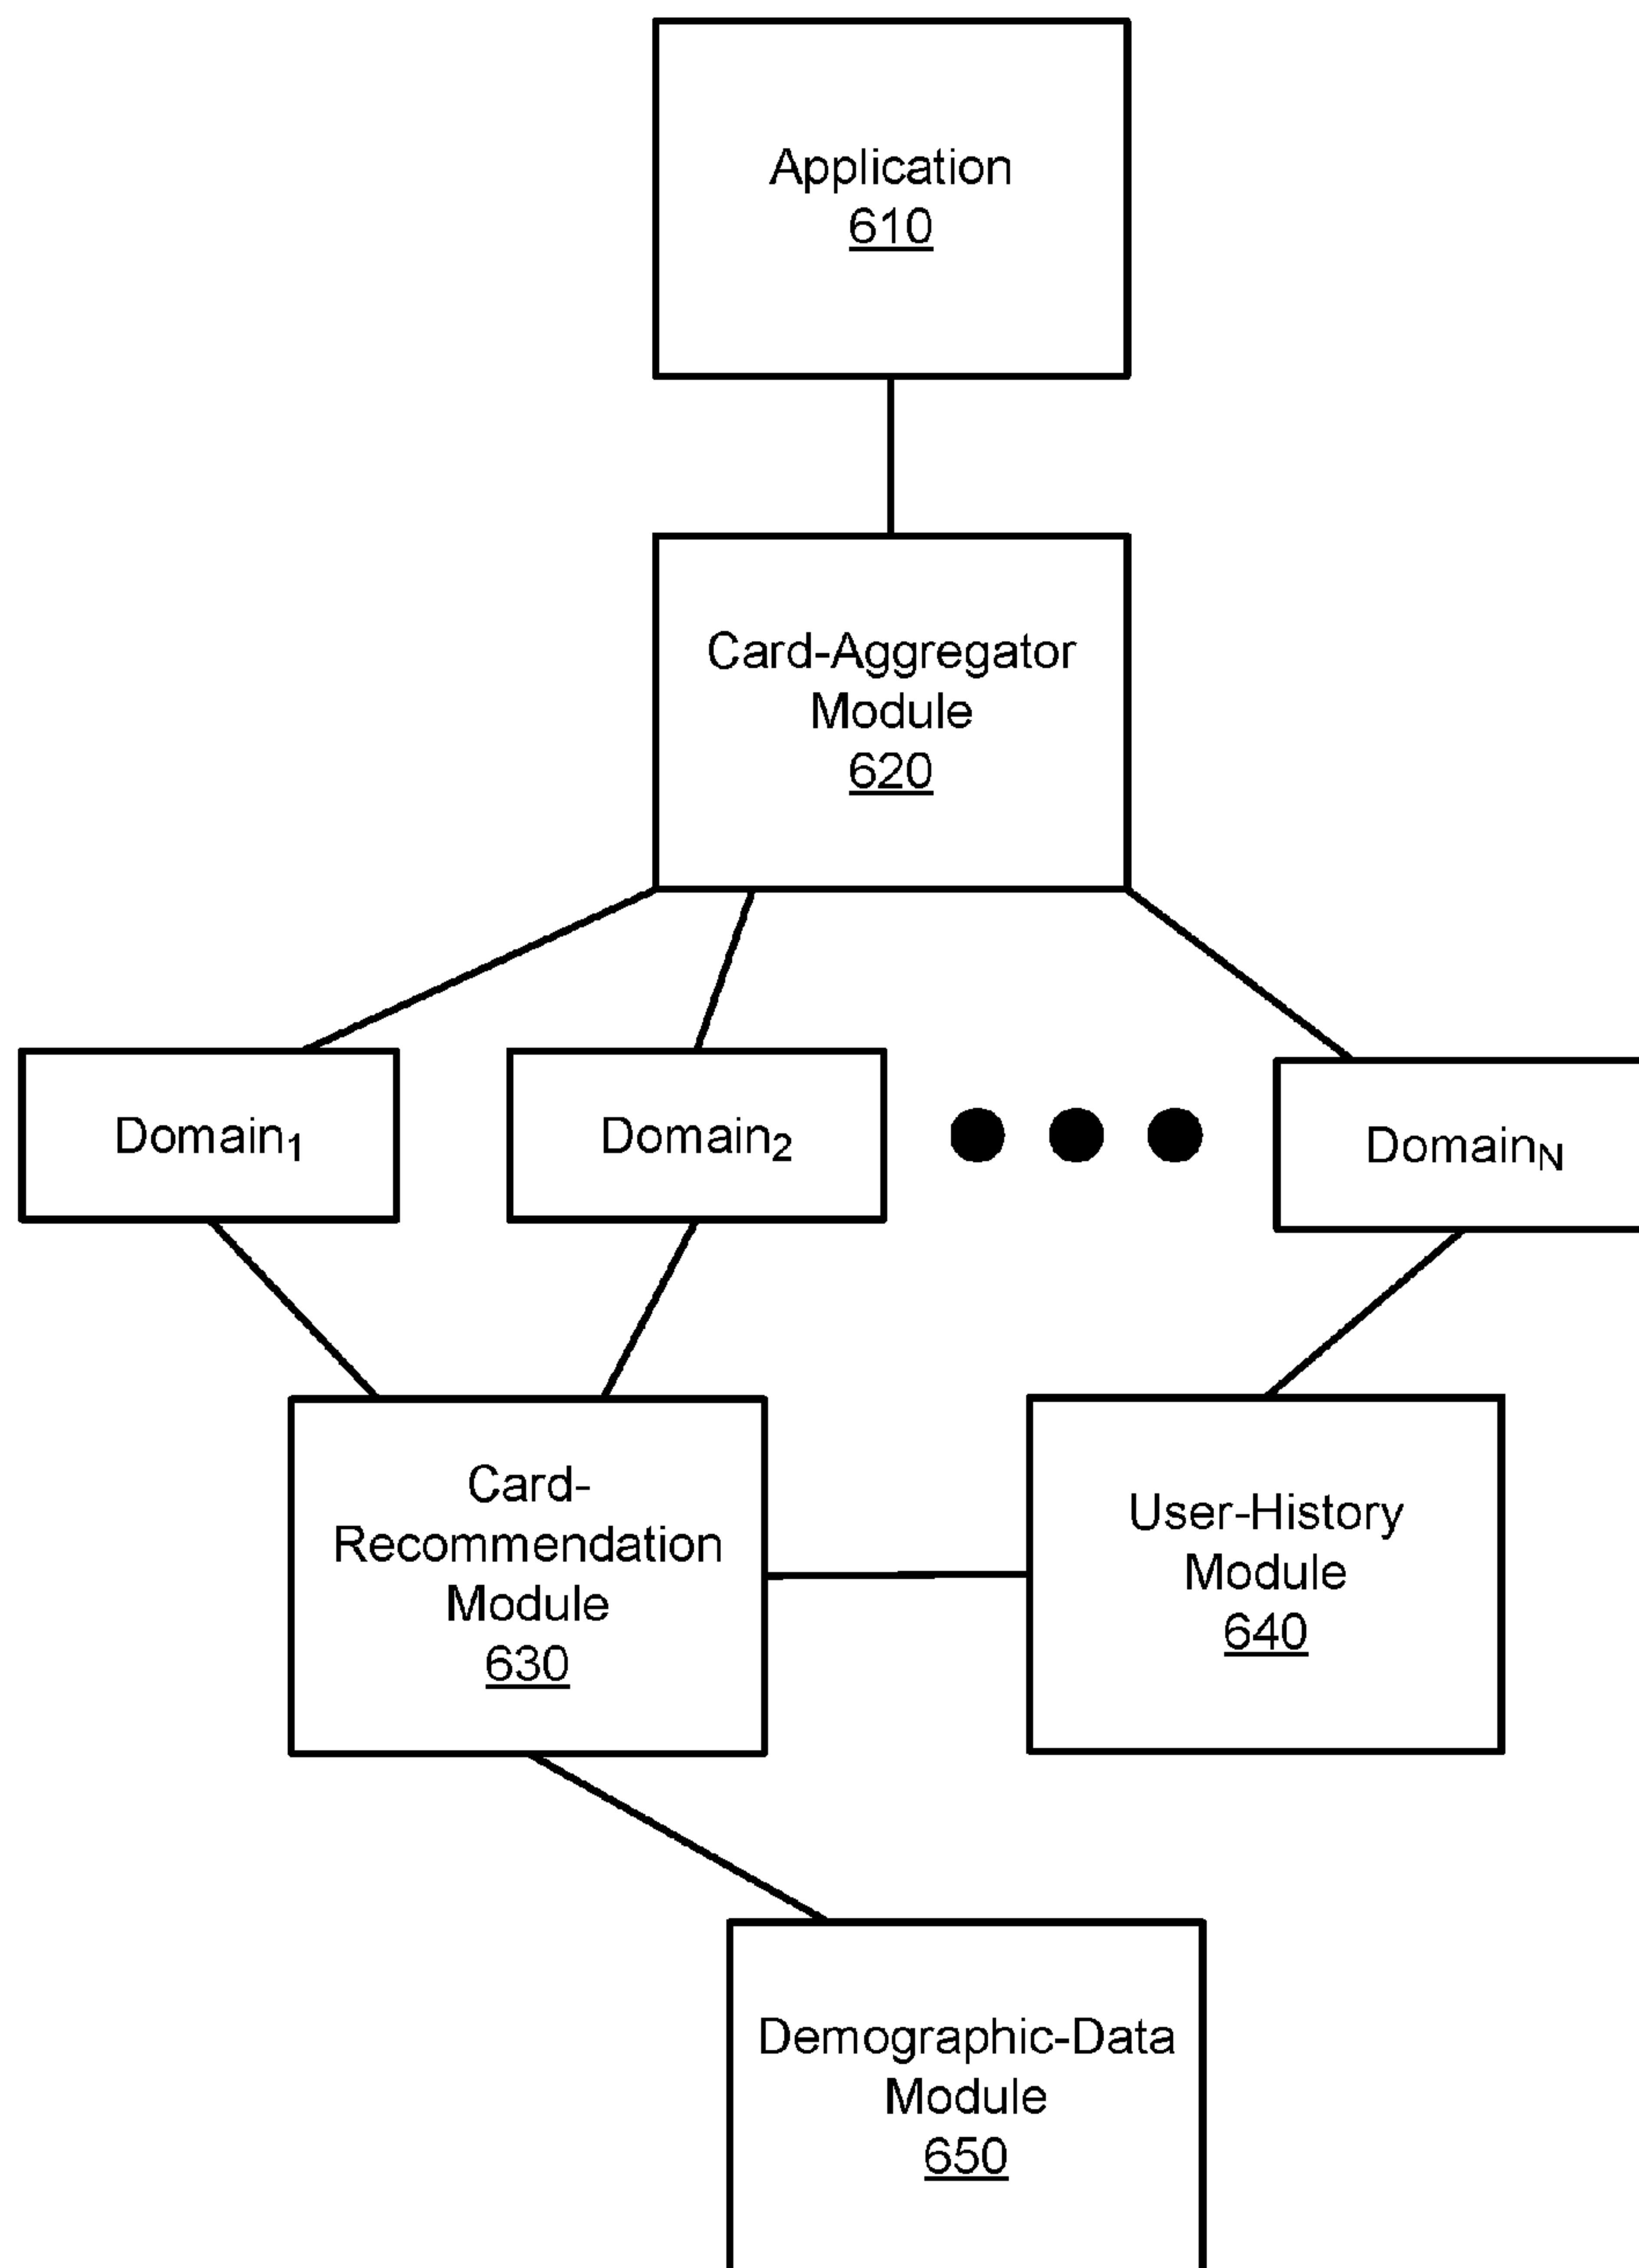 Application
610
Card-Aggregator
Module
620
Domain₁
Domain₂
Domain_N
Card-
Recommendation
Module
630
User-History
Module
640
Demographic-Data
Module
650